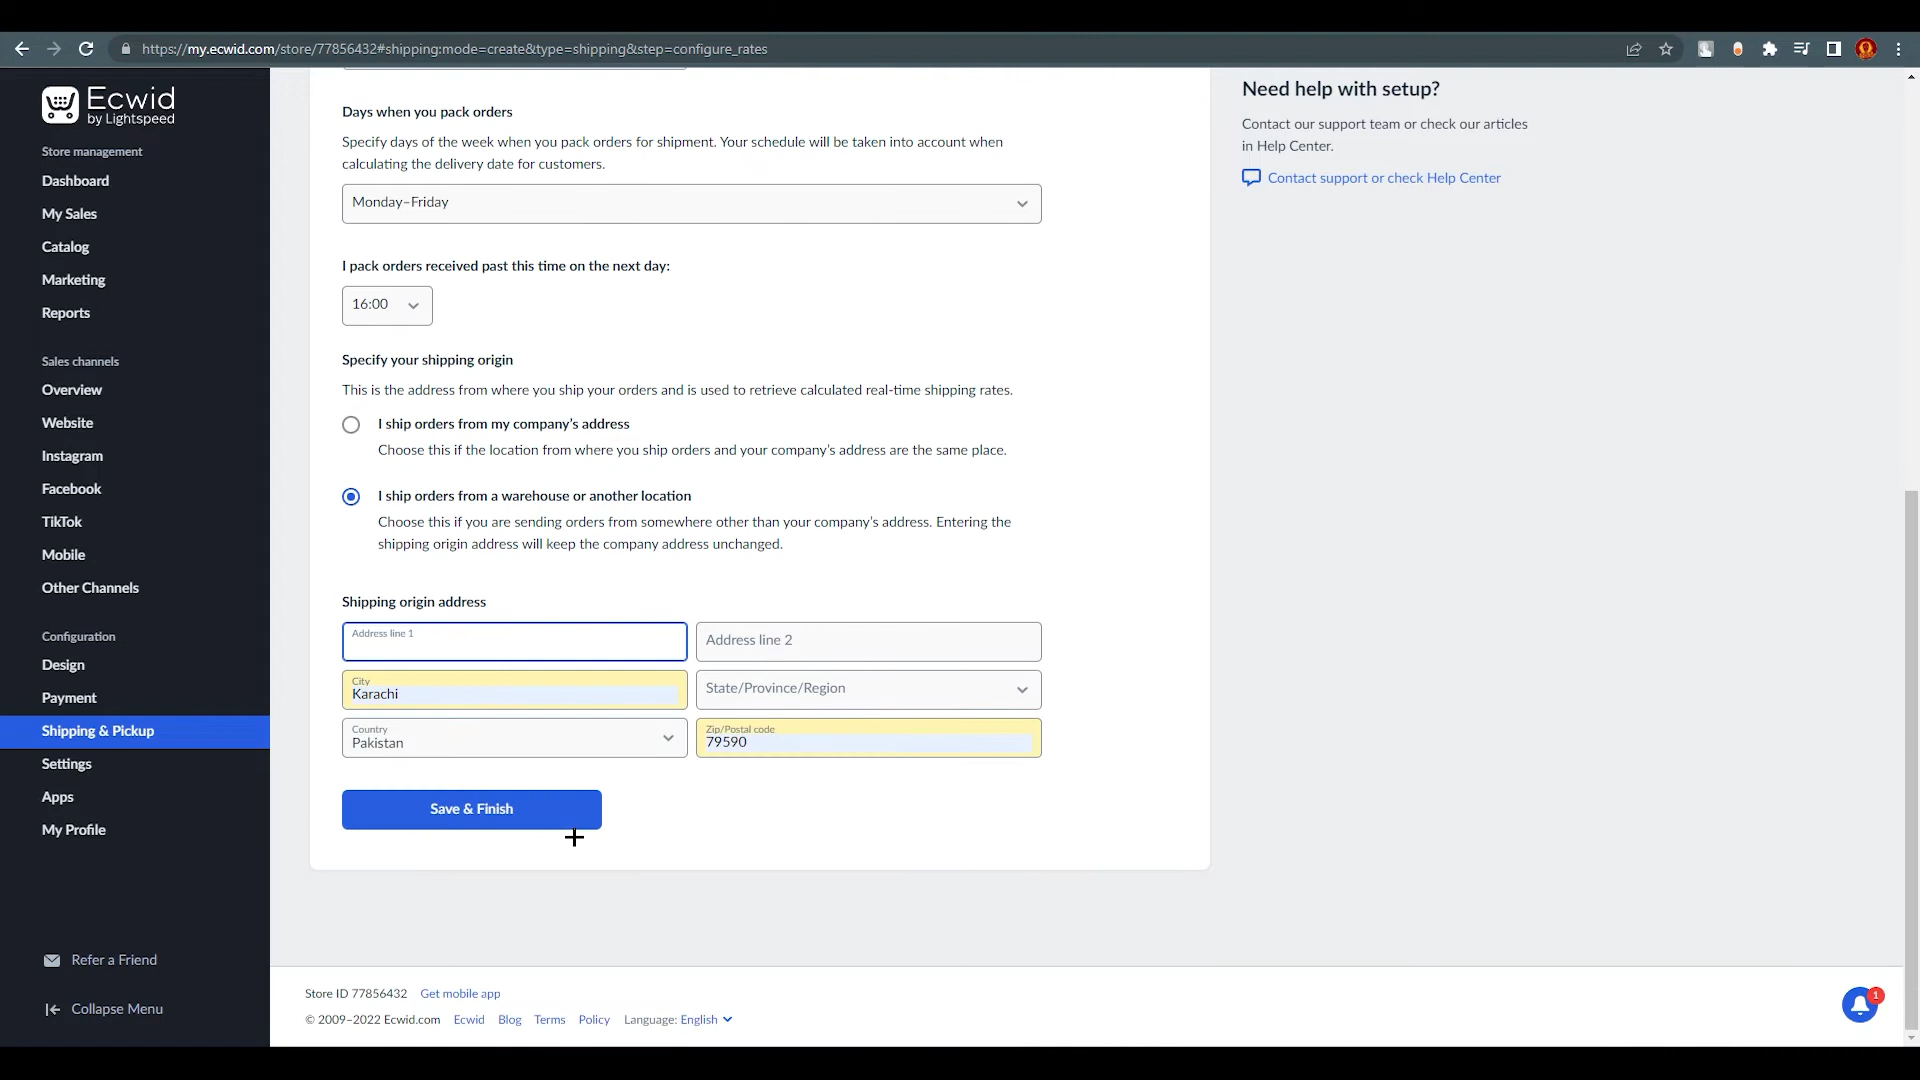 https://my.ecwid.com/store/77856432#shipping:mode=create&type=shipping&step=configure_rates
Ecwid
by Lightspeed
Store management
Dashboard
My Sales
Catalog
Marketing
Reports
Sales channels
Overview
Website
Instagram
Facebook
TikTok
Mobile
Other Channels
Configuration
Design
Payment
Shipping & Pickup
Settings
Apps
My Profile
Refer a Friend
Collapse Menu
Days when you pack orders
Specify days of the week when you pack orders for shipment. Your schedule will be taken into account when
calculating the delivery date for customers.
Monday–Friday
I pack orders received past this time on the next day:
16:00
Specify your shipping origin
This is the address from where you ship your orders and is used to retrieve calculated real-time shipping rates.
I ship orders from my company's address
Choose this if the location from where you ship orders and your company's address are the same place.
I ship orders from a warehouse or another location
Choose this if you are sending orders from somewhere other than your company's address. Entering the
shipping origin address will keep the company address unchanged.
Shipping origin address
Address line 1
Address line 2
City
Karachi
State/Province/Region
Country
Pakistan
Zip/Postal code
79590
Save & Finish
Need help with setup?
Contact our support team or check our articles
in Help Center.
Contact support or check Help Center
Store ID 77856432 Get mobile app
© 2009–2022 Ecwid.com Ecwid Blog Terms Policy Language: English
1